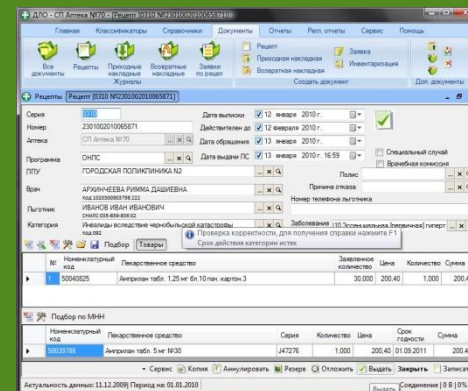 ДЛО - СП Аптека №70 - [Рецепт [0310 №2301002010065871]]
Главная Классификаторы Справочники Документы Отчеты Регл. отчеты Сервис Помощь
Все документы Рецепты Приходные накладные Возвратные накладные Заявки по рецеп
Рецепт
Приходная накладная
Возвратная накладная
Заявка
Инвентаризация
Журналы Создать документ Доп. документы
Рецепты Рецепт [0310 №2301002010065871]
Серия 0310 Дата выписки 12 января 2010 г.
Номер 2301002010065871 Действителен до 12 февраля 2010 г.
Аптека СП Аптека №70 Дата обращения 13 января 2010 г.
Программа ОНЛС Дата выдачи ЛС 13 января 2010 г. 16:59
Специальный случай
Врачебная комиссия
ЛПУ ГОРОДСКАЯ ПОЛИКЛИНИКА N2 Полис
Врач АРХИНЧЕЕВА РИММА ДАШИЕВНА Причина отказа
Номер телефона льготника
Льготник ИВАНОВ ИВАН ИВАНОВИЧ
Категория Инвалиды вследствие чернобыльской катастрофы Заболевание
Код 092
Проверка корректности, для получения справки нажмите F1
Срок действия категории истек
Подбор Товары
№ Номенклатурный код Лекарственное средство Заявленное количество Цена Количество Сумма
1 50040825 Амприлан табл. 1,25 мг бл.10 пач. картон.3 30,000 200,40 1,000 200,4
Подбор по МНН
Номенклатурный код Лекарственное средство Серия Количество Цена Срок годности Сумма
50039788 Амприлан табл. 5 мг №30 J47276 1,000 200,40 01.09.2011 200,4
Сервис Копия Аннулировать Резерв Отложить Выдать Закрыть Записат
Актуальность данных: 11.12.2009 Период на: 01.01.2010 Соединение | 0 0 0%
Выдать